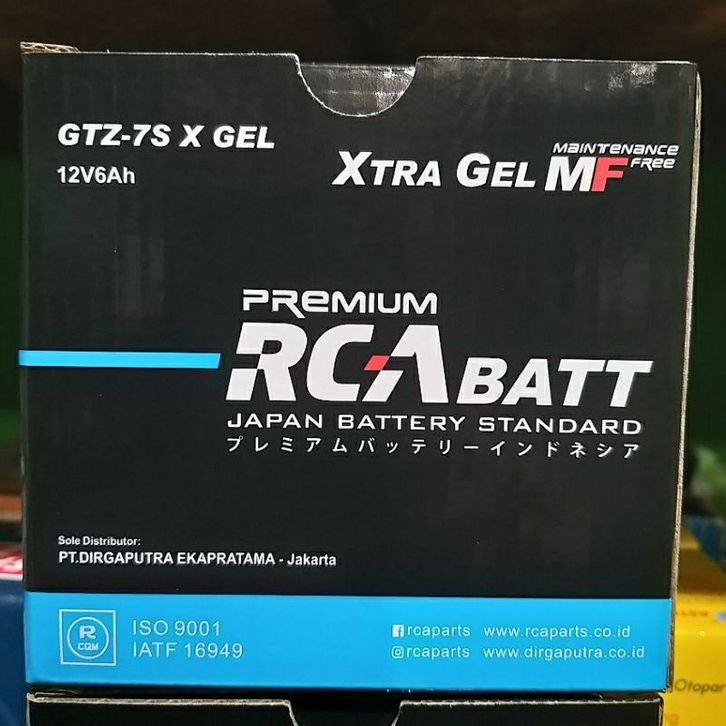 GTZ-7S X GEL
12V6Ah
XTRA GEL MF MAINTENANCE FREE
PREMIUM
RCA BATT
JAPAN BATTERY STANDARD
プレミアムバッテリーインドネシア
Sole Distributor:
PT.DIRGAPUTRA EKAPRATAMA - Jakarta
R
CQM
ISO 9001
IATF 16949
rcaparts www.rcaparts.co.id
rcaparts www.dirgaputra.co.id
Otopar